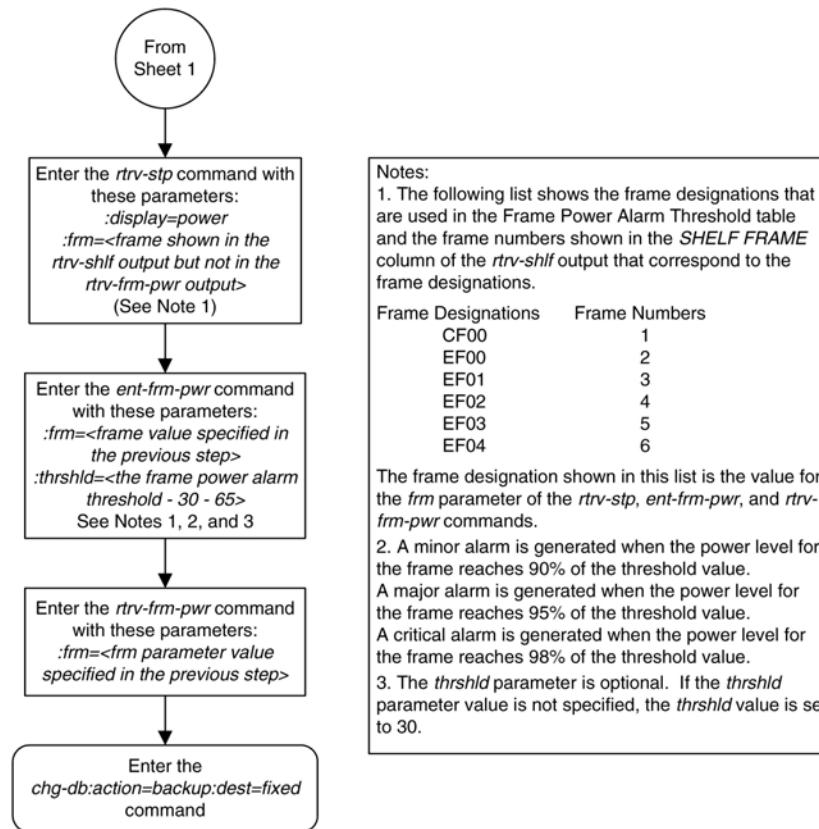 From
Sheet 1
Enter the rtrv-stp command with
these parameters:
:display=power
:frm=<frame shown in the
rtrv-shlf output but not in the
rtrv-frm-pwr output>
(See Note 1)
Enter the ent-frm-pwr command
with these parameters:
:frm=<frame value specified in
the previous step>
:thrshld=<the frame power alarm
threshold - 30 - 65>
See Notes 1, 2, and 3
Enter the rtrv-frm-pwr command
with these parameters:
:frm=<frm parameter value
specified in the previous step>
Enter the
chg-db:action=backup:dest=fixed
command
Notes:
1. The following list shows the frame designations that
are used in the Frame Power Alarm Threshold table
and the frame numbers shown in the SHELF FRAME
column of the rtrv-shlf output that correspond to the
frame designations.
Frame Designations Frame Numbers
CF00 1
EF00 2
EF01 3
EF02 4
EF03 5
EF04 6
The frame designation shown in this list is the value for
the frm parameter of the rtrv-stp, ent-frm-pwr, and rtrv-
frm-pwr commands.
2. A minor alarm is generated when the power level for
the frame reaches 90% of the threshold value.
A major alarm is generated when the power level for
the frame reaches 95% of the threshold value.
A critical alarm is generated when the power level for
the frame reaches 98% of the threshold value.
3. The thrshld parameter is optional. If the thrshld
parameter value is not specified, the thrshld value is se
to 30.